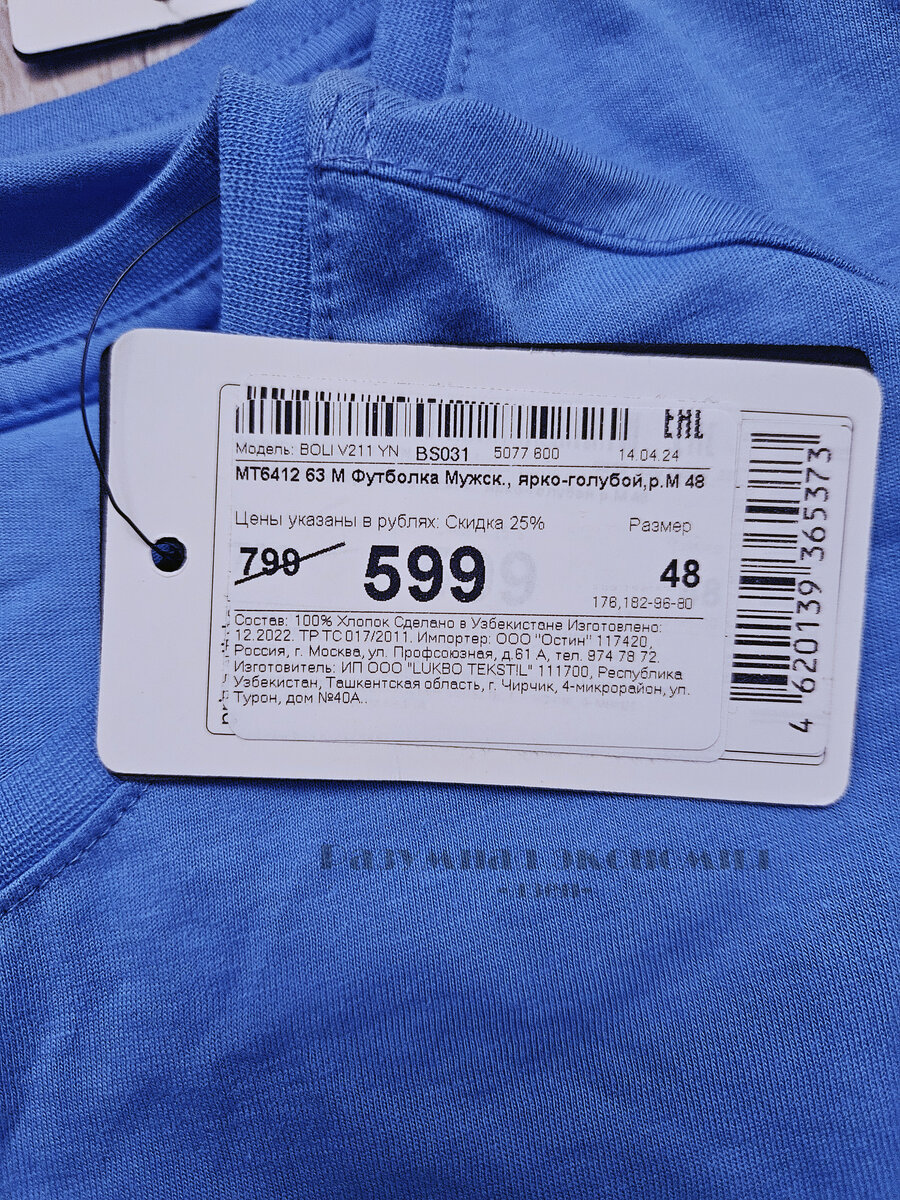 ЕАС
Модель: BOLI V211 YN BS031 5077 800 14.04.24
MT6412 63 M Футболка Мужск., ярко-голубой,р.М 48
Цены указаны в рублях: Скидка 25% Размер
799 599 48
176,182-96-80
Состав: 100% Хлопок Сделано в Узбекистане Изготовлено:
12.2022. ТР ТС 017/2011. Импортер: ООО "Остин" 117420,
Россия, г. Москва, ул. Профсоюзная, д.61 А, тел. 974 78 72.
Изготовитель: ИП ООО "LUKBO TEKSTIL" 111700, Республика
Узбекистан, Ташкентская область, г. Чирчик, 4-микрорайон, ул.
Турон, дом №40А..
4 620139 365373